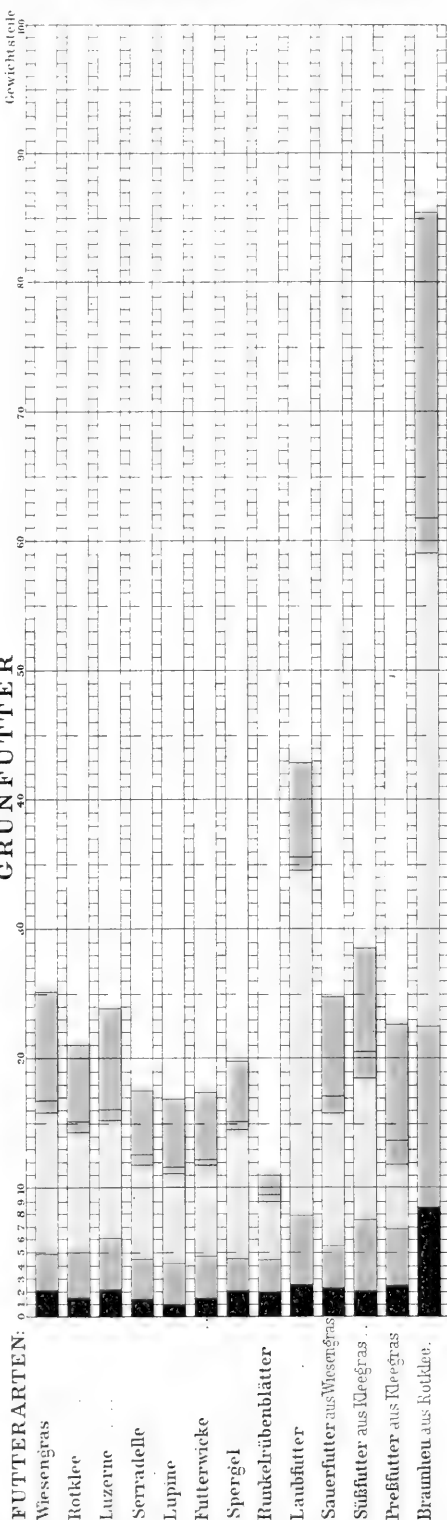 GRÜNFUTTER
Gewichtsteile
FUTTERARTEN:
0 1 2 3 4 5 6 7 8 9 10 20 30 40 50 60 70 80 90 100
Wiesengras
Rotklee
Luzerne ....
Serradelle
Lupine
Futterwicke
Spergel
Runkelrübenblätter
Laubfutter
Sauerfutter aus Wiesengras
Süßfutter aus Kleegras ..
Preßfutter aus Kleegras
Braunheu aus Rotklee.